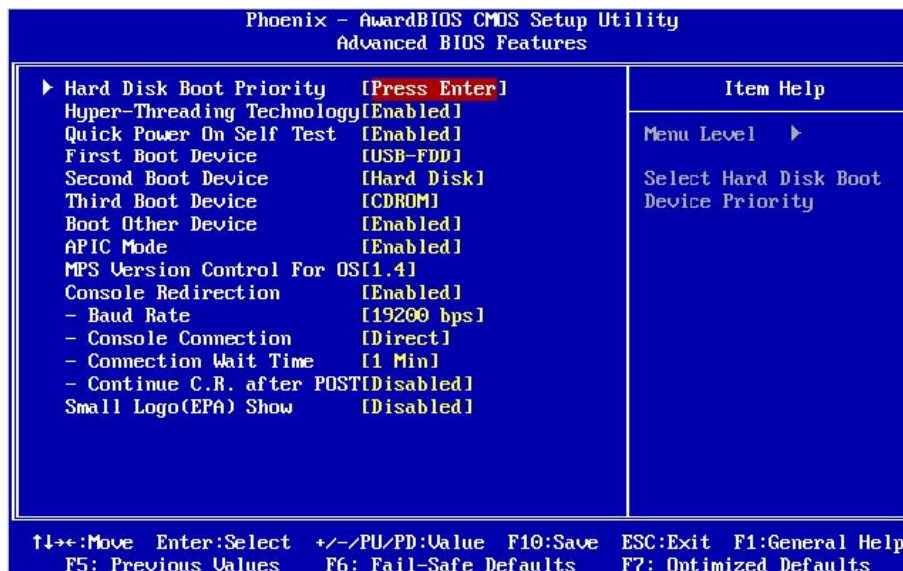 Phoenix - AwardBIOS CMOS Setup Utility
Advanced BIOS Features
Hard Disk Boot Priority [Press Enter]
Hyper-Threading Technology[Enabled]
Quick Power On Self Test [Enabled]
First Boot Device [USB-FDD]
Second Boot Device [Hard Disk]
Third Boot Device [CDROM]
Boot Other Device [Enabled]
APIC Mode [Enabled]
MPS Version Control For OS[1.4]
Console Redirection [Enabled]
- Baud Rate [19200 bps]
- Console Connection [Direct]
- Connection Wait Time [1 Min]
- Continue C.R. after POST[Disabled]
Small Logo(EPA) Show [Disabled]
Item Help
Menu Level
Select Hard Disk Boot
Device Priority
↑↓→←:Move Enter:Select +/-/PU/PD:Value F10:Save ESC:Exit F1:General Help
F5: Previous Values F6: Fail-Safe Defaults F7: Optimized Defaults